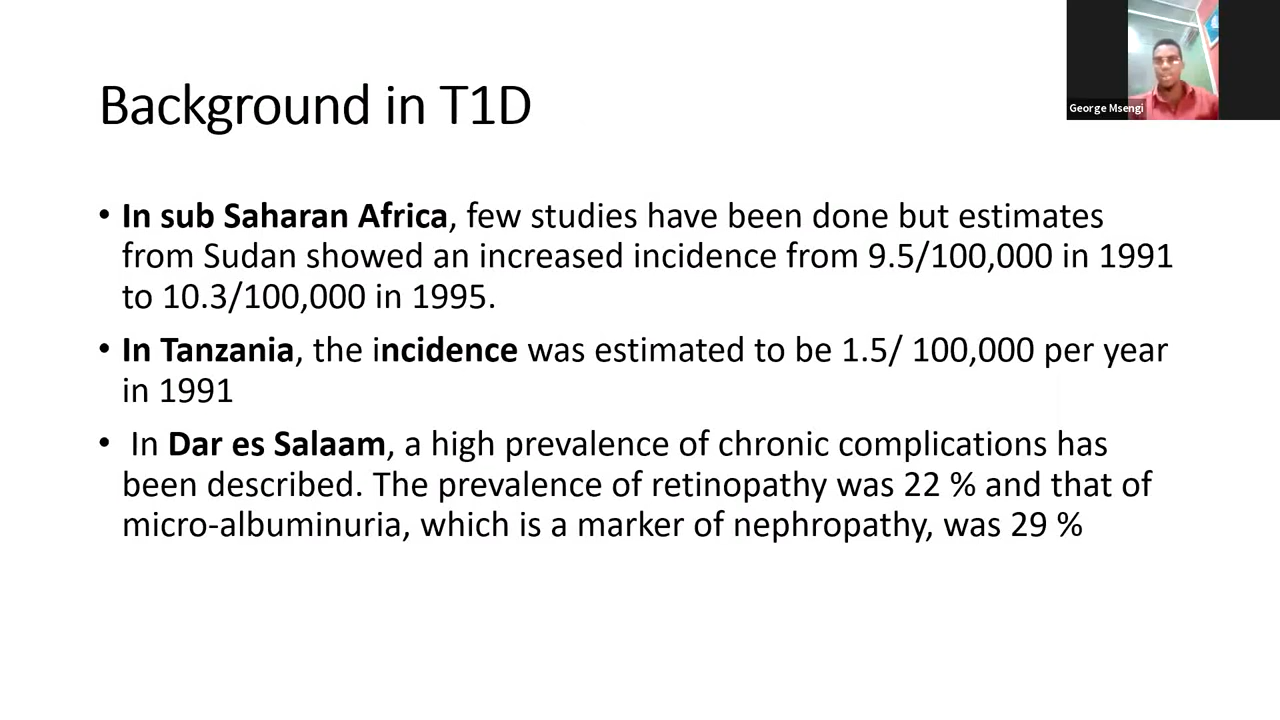 Background in T1D
George Msengi
• In sub Saharan Africa, few studies have been done but estimates
from Sudan showed an increased incidence from 9.5/100,000 in 1991
to 10.3/100,000 in 1995.
• In Tanzania, the incidence was estimated to be 1.5/ 100,000 per year
in 1991
• In Dar es Salaam, a high prevalence of chronic complications has
been described. The prevalence of retinopathy was 22 % and that of
micro-albuminuria, which is a marker of nephropathy, was 29 %